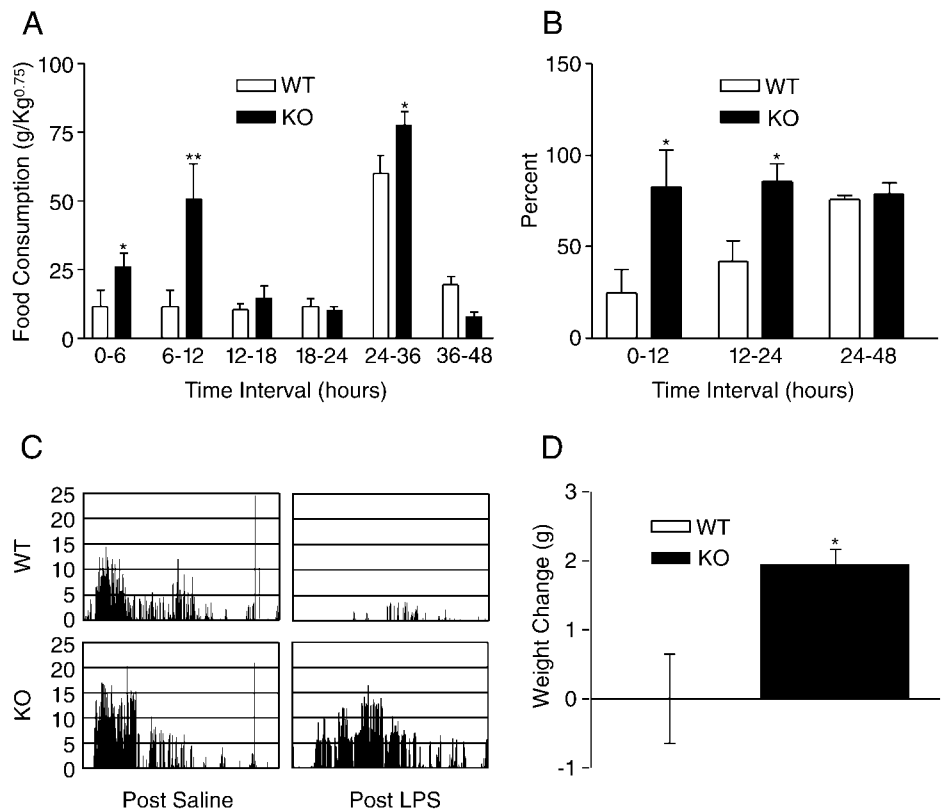 A
Food Consumption (g/Kg0.75)
100
75
50
25
0
WT
KO
*
**
*
0-6
6-12
12-18
18-24
24-36
36-48
Time Interval (hours)
B
Percent
150
100
50
0
WT
KO
*
*
0-12
12-24
24-48
Time Interval (hours)
C
WT
25
20
15
10
5
0
KO
25
20
15
10
5
0
Post Saline
Post LPS
D
Weight Change (g)
3
2
1
0
-1
WT
KO
*